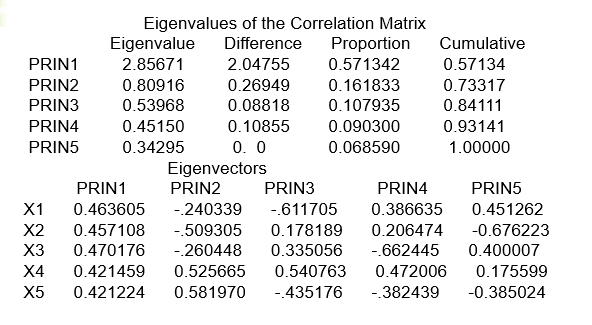 Eigenvalues of the Correlation Matrix
Eigenvalue Difference Proportion Cumulative
PRIN1 2.85671 2.04755 0.571342 0.57134
PRIN2 0.80916 0.26949 0.161833 0.73317
PRIN3 0.53968 0.08818 0.107935 0.84111
PRIN4 0.45150 0.10855 0.090300 0.93141
PRIN5 0.34295 0. 0 0.068590 1.00000
Eigenvectors
PRIN1 PRIN2 PRIN3 PRIN4 PRIN5
X1 0.463605 -.240339 -.611705 0.386635 0.451262
X2 0.457108 -.509305 0.178189 0.206474 -0.676223
X3 0.470176 -.260448 0.335056 -.662445 0.400007
X4 0.421459 0.525665 0.540763 0.472006 0.175599
X5 0.421224 0.581970 -.435176 -.382439 -0.385024